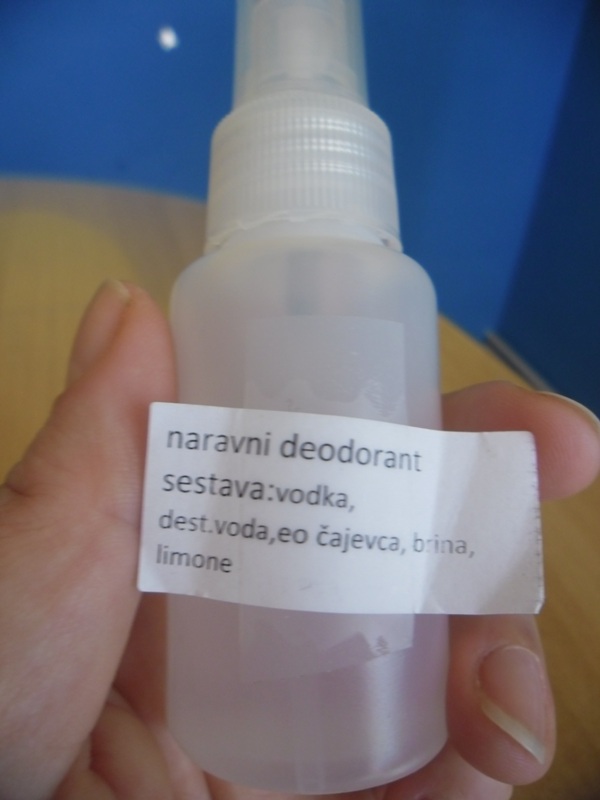 naravni deodorant
sestava:vodka,
dest.voda,eo čajevca, brina,
limone